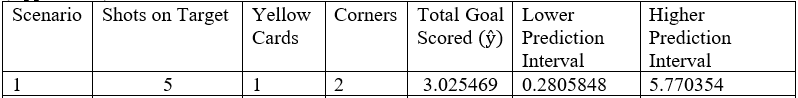 Scenario Shots on Target Yellow Cards Corners Total Goal Scored (ŷ) Lower Prediction Interval Higher Prediction Interval
1 5 1 2 3.025469 0.2805848 5.770354